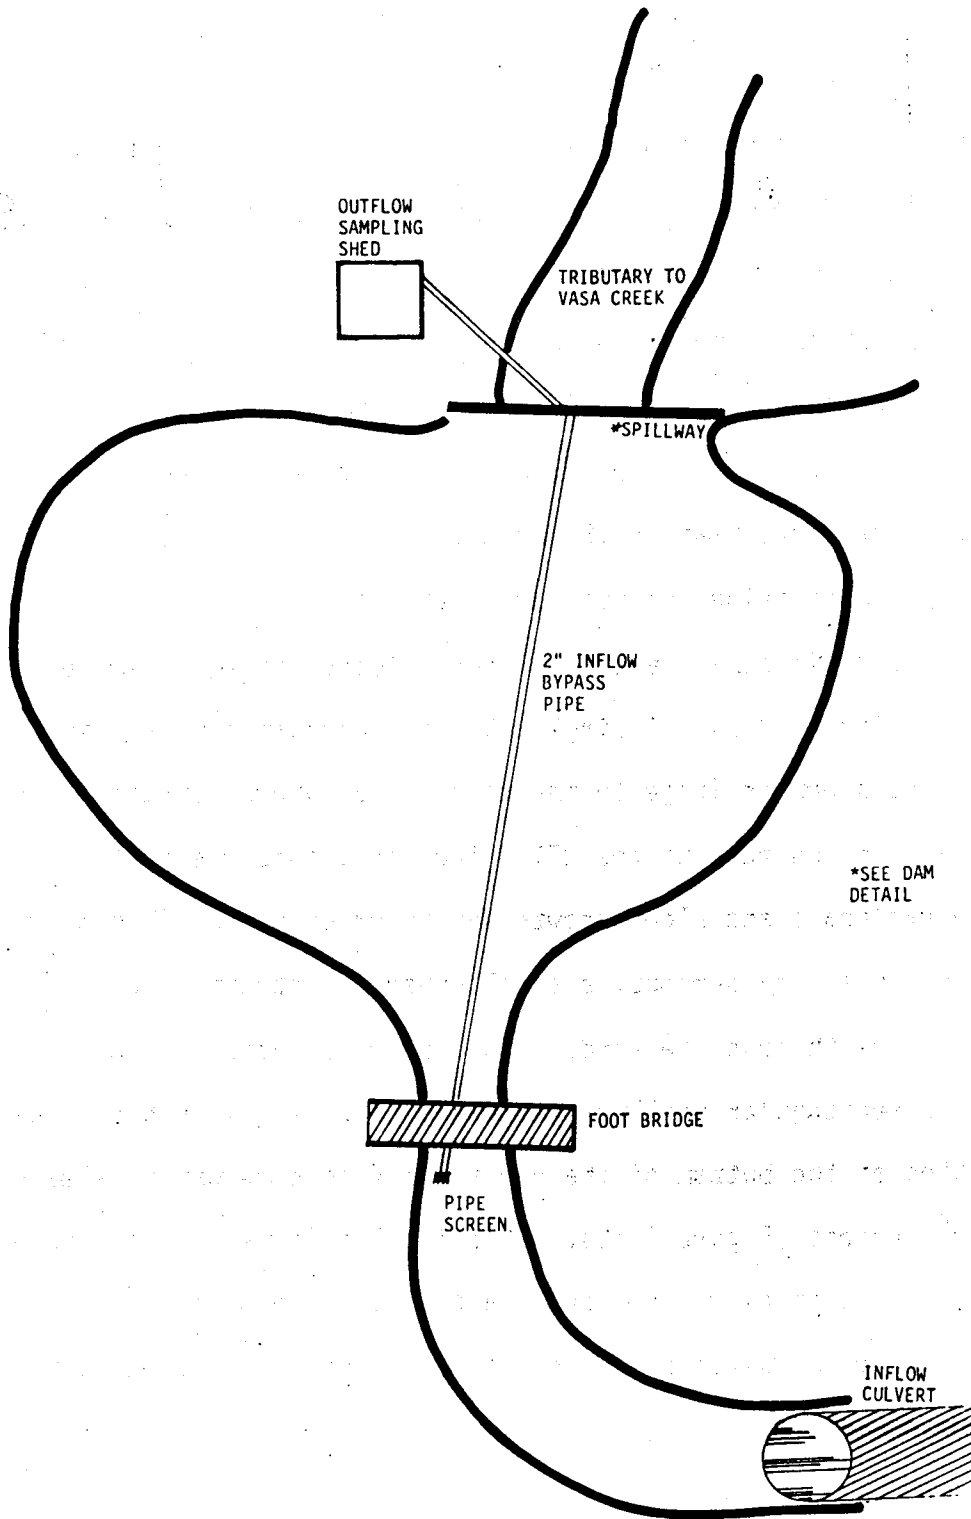 OUTFLOW
SAMPLING
SHED
TRIBUTARY TO
VASA CREEK
*SPILLWAY
2" INFLOW
BYPASS
PIPE
*SEE DAM
DETAIL
FOOT BRIDGE
PIPE
SCREEN
INFLOW
CULVERT